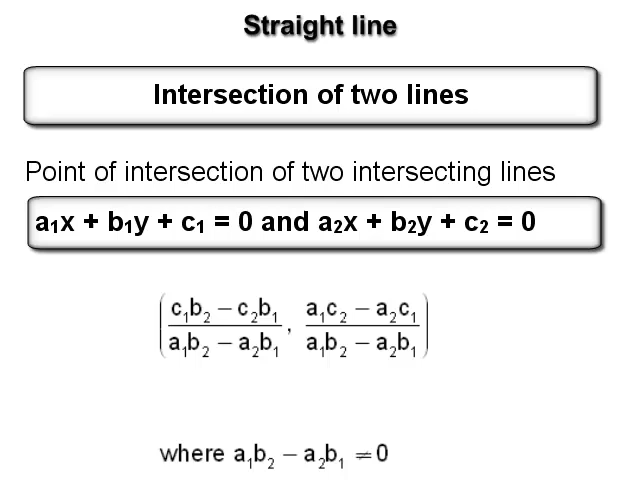 Straight line
Intersection of two lines
Point of intersection of two intersecting lines
a₁x + b₁y + c₁ = 0 and a₂x + b₂y + c₂ = 0
( (c₁b₂ − c₂b₁)/(a₁b₂ − a₂b₁), (a₁c₂ − a₂c₁)/(a₁b₂ − a₂b₁) )
where a₁b₂ − a₂b₁ ≠ 0